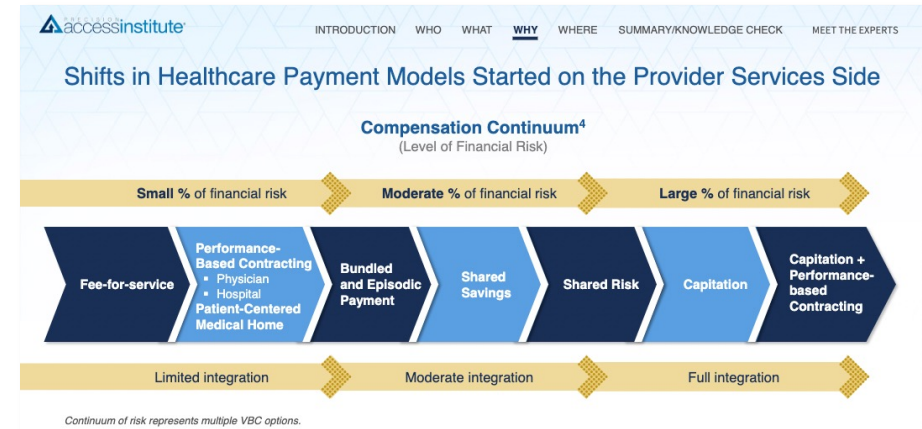 PRECISION
accessinstitute®
INTRODUCTION WHO WHAT WHY WHERE SUMMARY/KNOWLEDGE CHECK MEET THE EXPERTS
Shifts in Healthcare Payment Models Started on the Provider Services Side
Compensation Continuum⁴
(Level of Financial Risk)
Small % of financial risk
Moderate % of financial risk
Large % of financial risk
Fee-for-service
Performance-
Based Contracting
▪ Physician
▪ Hospital
Patient-Centered
Medical Home
Bundled
and Episodic
Payment
Shared
Savings
Shared Risk
Capitation
Capitation +
Performance-
based
Contracting
Limited integration
Moderate integration
Full integration
Continuum of risk represents multiple VBC options.